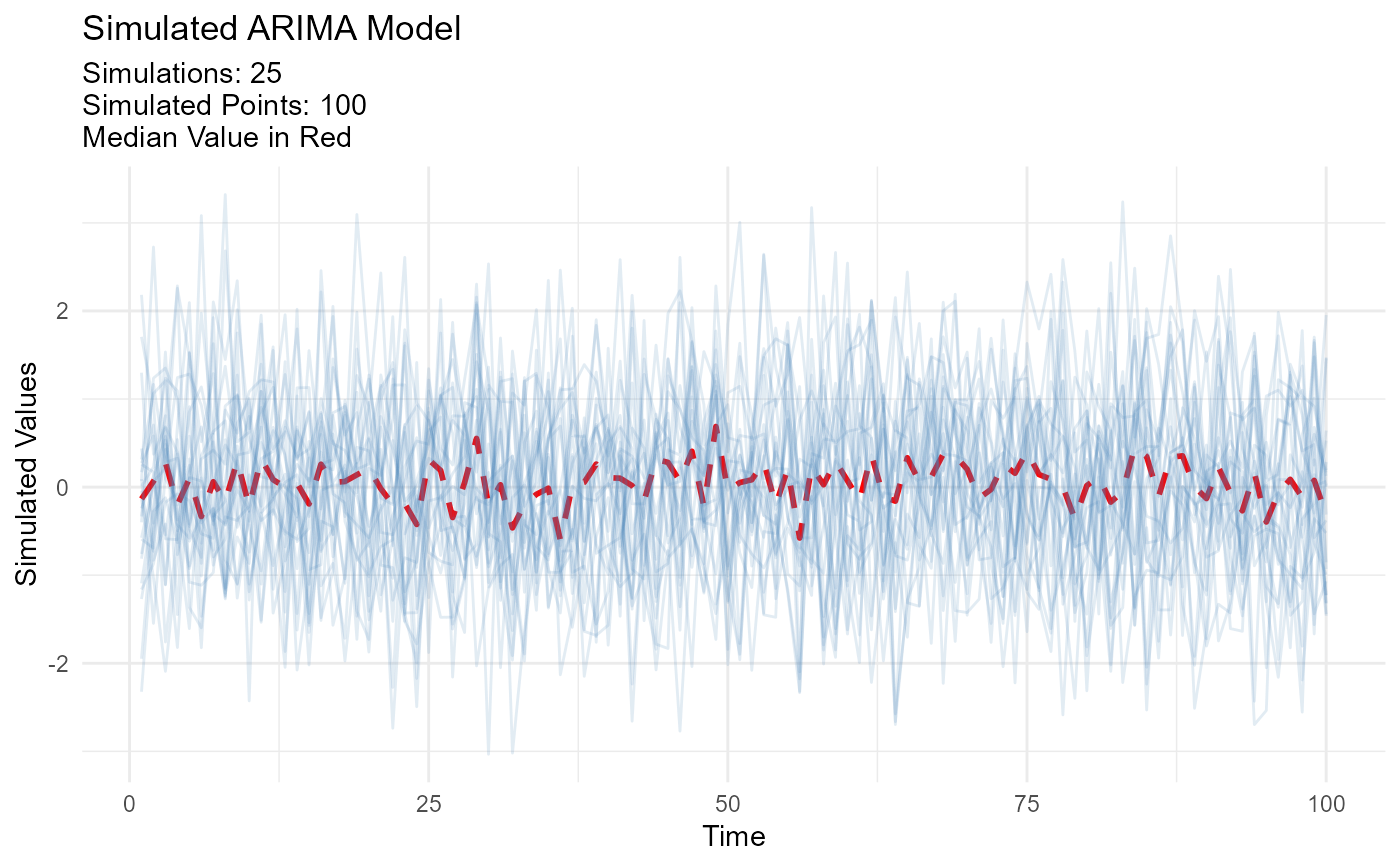 Simulated ARIMA Model
Simulations: 25
Simulated Points: 100
Median Value in Red
Simulated Values
2
0
-2
0
25
50
75
100
Time